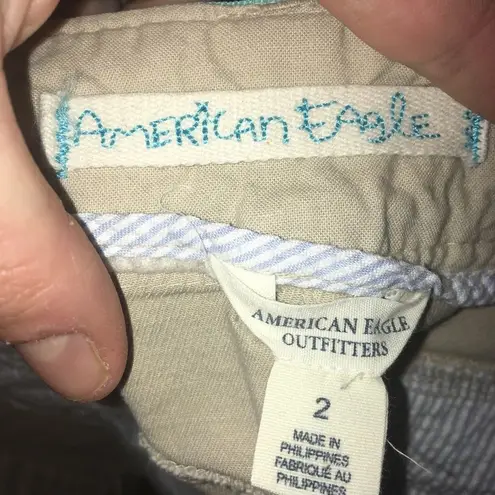 AMERICAN EAGLE
AMERICAN EAGLE
OUTFITTERS
2
MADE IN
PHILIPPINES
FABRIQUÉ AU
PHILIPPINES